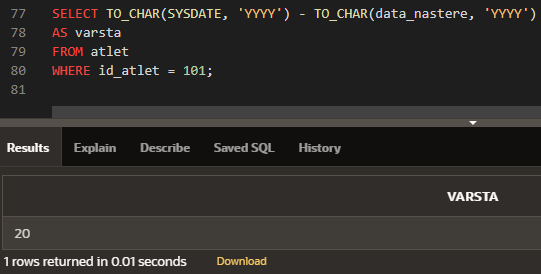 77 SELECT TO_CHAR(SYSDATE, 'YYYY') - TO_CHAR(data_nastere, 'YYYY')
78 AS varsta
79 FROM atlet
80 WHERE id_atlet = 101;
81
Results Explain Describe Saved SQL History
VARSTA
20
1 rows returned in 0.01 seconds Download